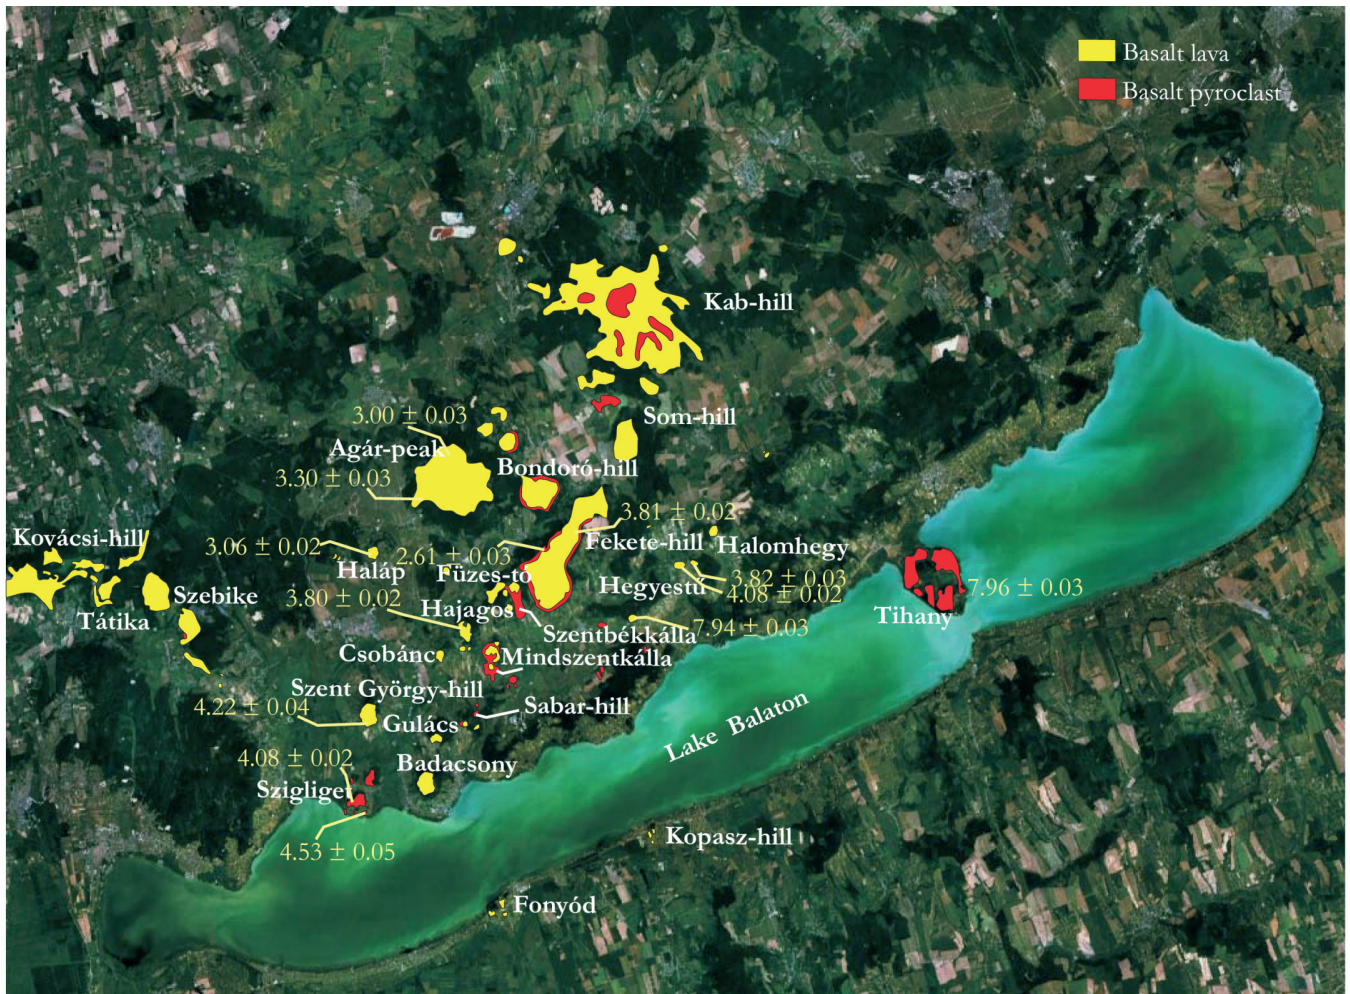 Basalt lava
Basalt pyroclast
Kab-hill
3.00 ± 0.03
Som-hill
Agár-peak
Bondoró-hill
3.30 ± 0.03
3.81 ± 0.02
Kovácsi-hill
Fekete-hill
Halomhegy
3.06 ± 0.02
2.61 ± 0.03
Haláp
Füzes-tó
Hegyestű
3.82 ± 0.03
4.08 ± 0.02
7.96 ± 0.03
Szebike
3.80 ± 0.02
Hajagos
Tátika
Tihany
7.94 ± 0.03
Szentbékkálla
Csobánc
Mindszentkálla
Szent György-hill
Sabar-hill
4.22 ± 0.04
Gulács
Lake Balaton
4.08 ± 0.02
Badacsony
Szigliget
Kopasz-hill
4.53 ± 0.05
Fonyód